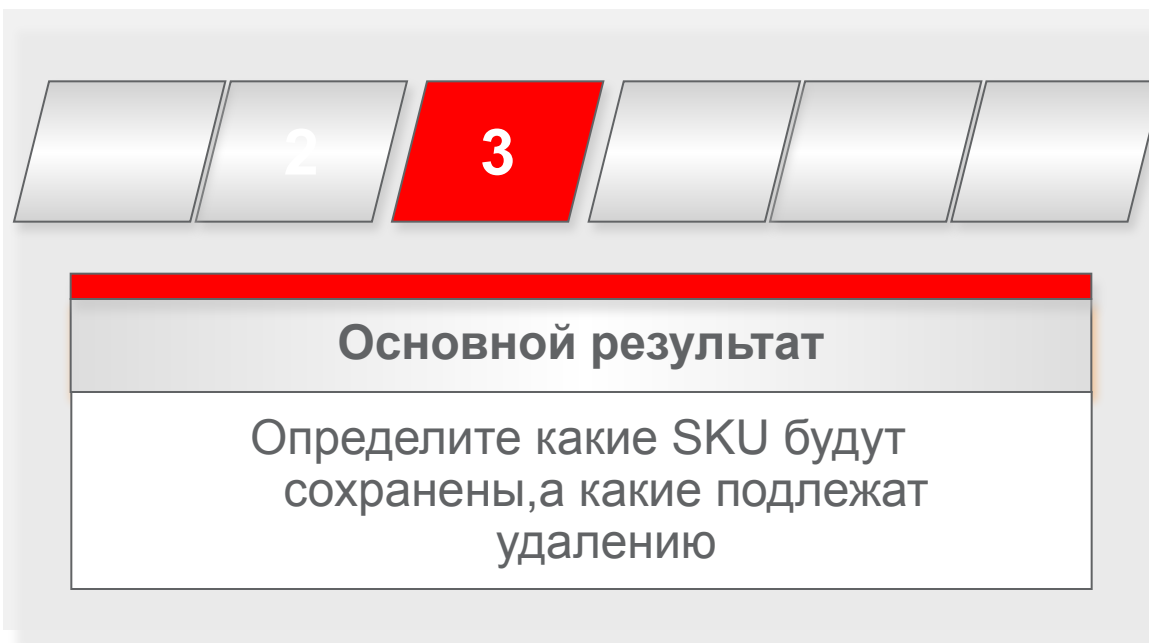 2 3
Основной результат
Определите какие SKU будут
сохранены,а какие подлежат
удалению